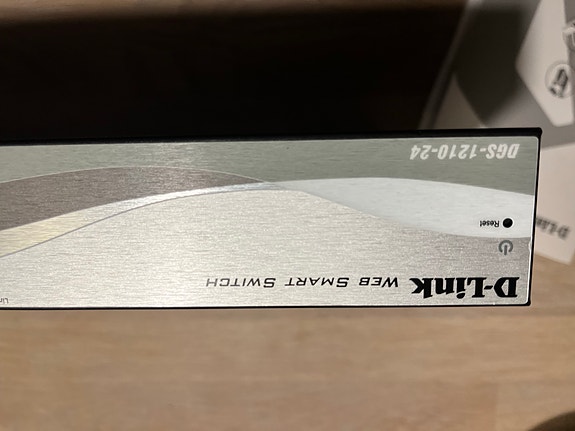 D-Link WEB SMART SWITCH
Reset
DGS-1210-24